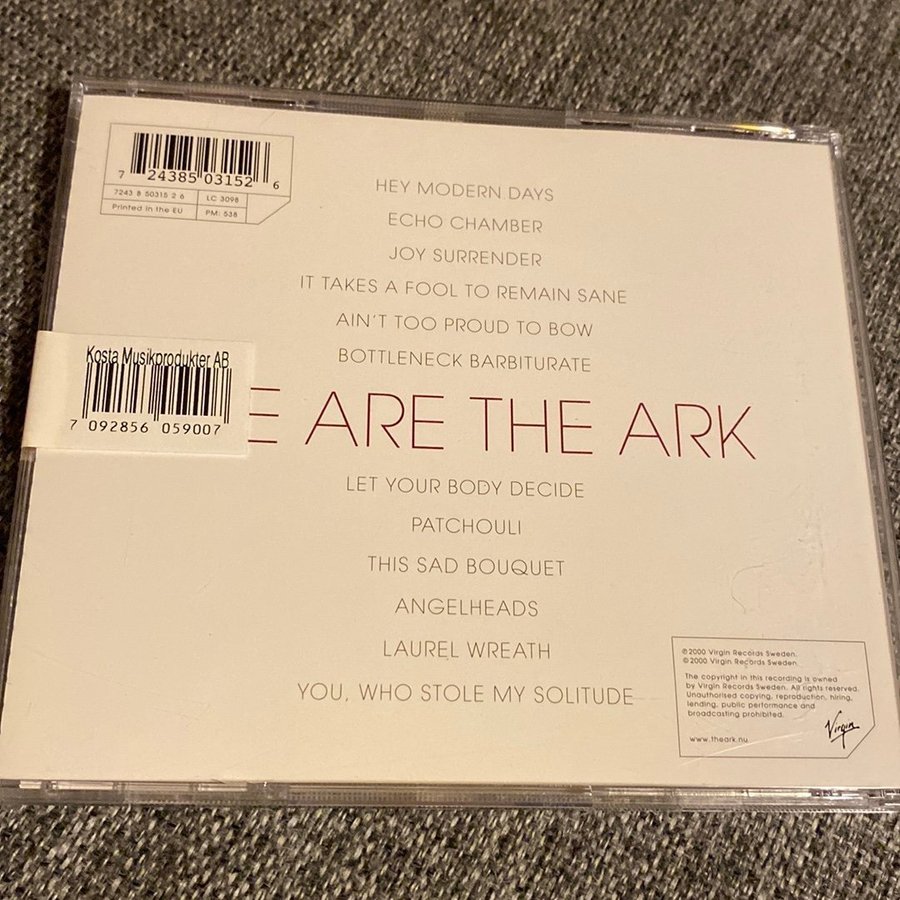 7 24385 03152 6
7243 8 50315 2 6
LC 3098
Printed in the EU
PM: 538
HEY MODERN DAYS
ECHO CHAMBER
JOY SURRENDER
IT TAKES A FOOL TO REMAIN SANE
AIN'T TOO PROUD TO BOW
BOTTLENECK BARBITURATE
Kosta Musikprodukter AB
7 092856 059007
E ARE THE ARK
LET YOUR BODY DECIDE
PATCHOULI
THIS SAD BOUQUET
ANGELHEADS
LAUREL WREATH
YOU, WHO STOLE MY SOLITUDE
℗ 2000 Virgin Records Sweden.
© 2000 Virgin Records Sweden
The copyright in this recording is owned
by Virgin Records Sweden. All rights reserved.
Unauthorised copying, reproduction, hiring,
lending, public performance and
broadcasting prohibited.
www.theark.nu
Virgin